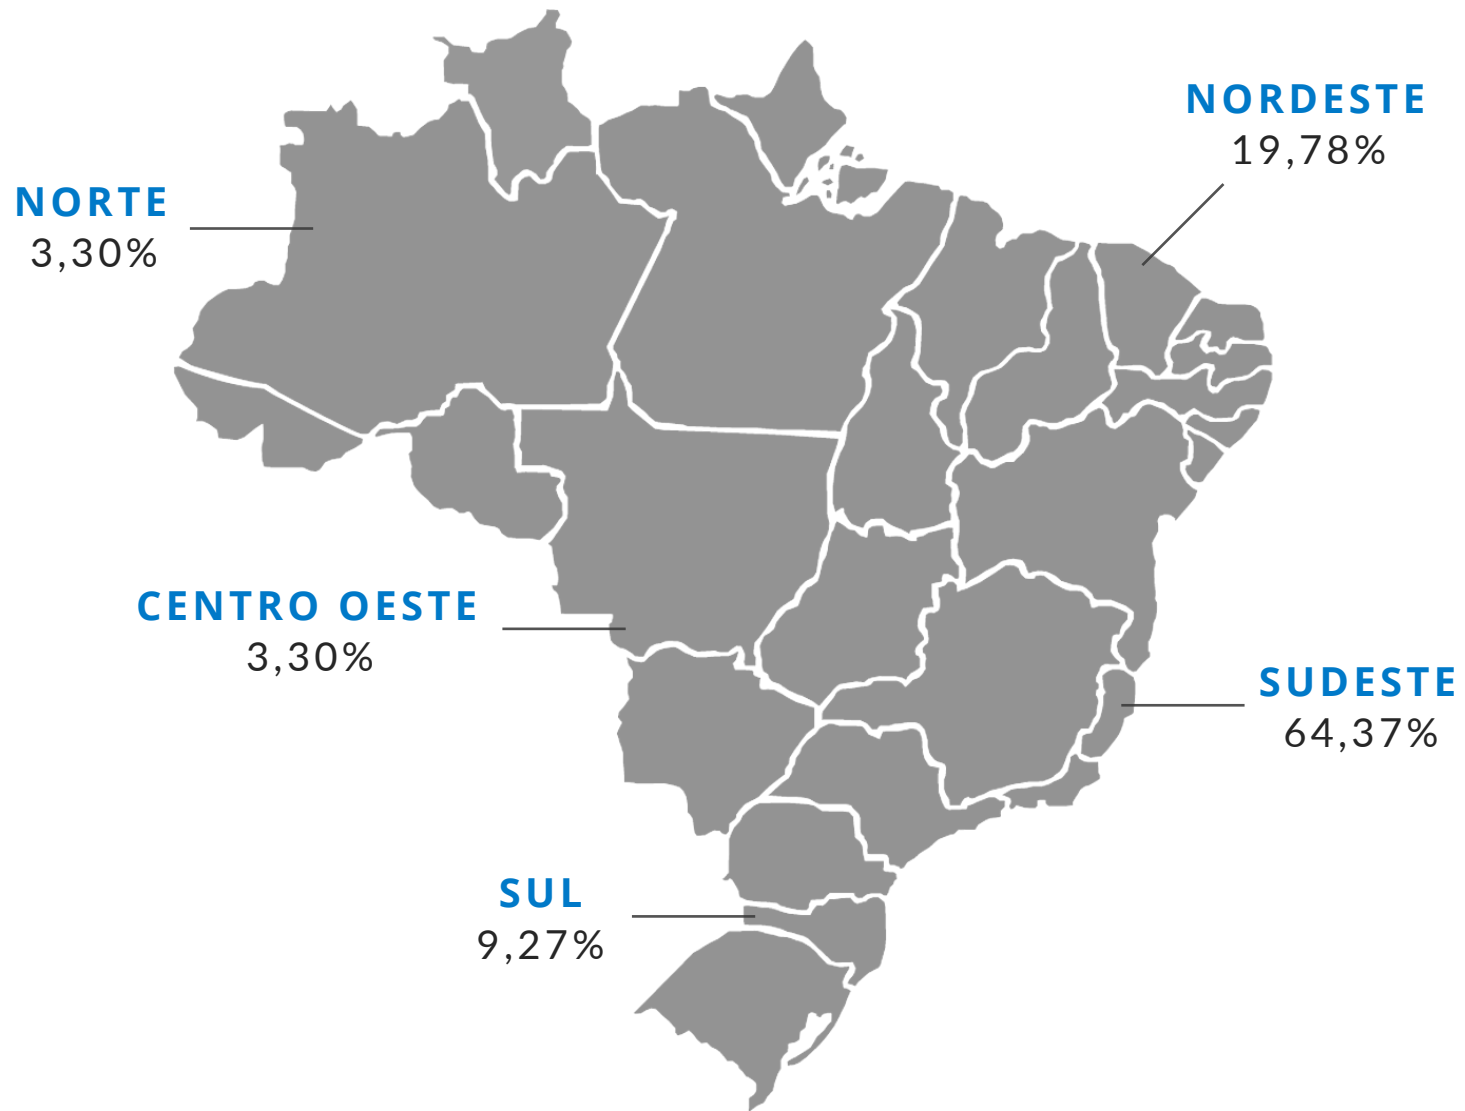 NORDESTE
19,78%
NORTE
3,30%
CENTRO OESTE
3,30%
SUDESTE
64,37%
SUL
9,27%